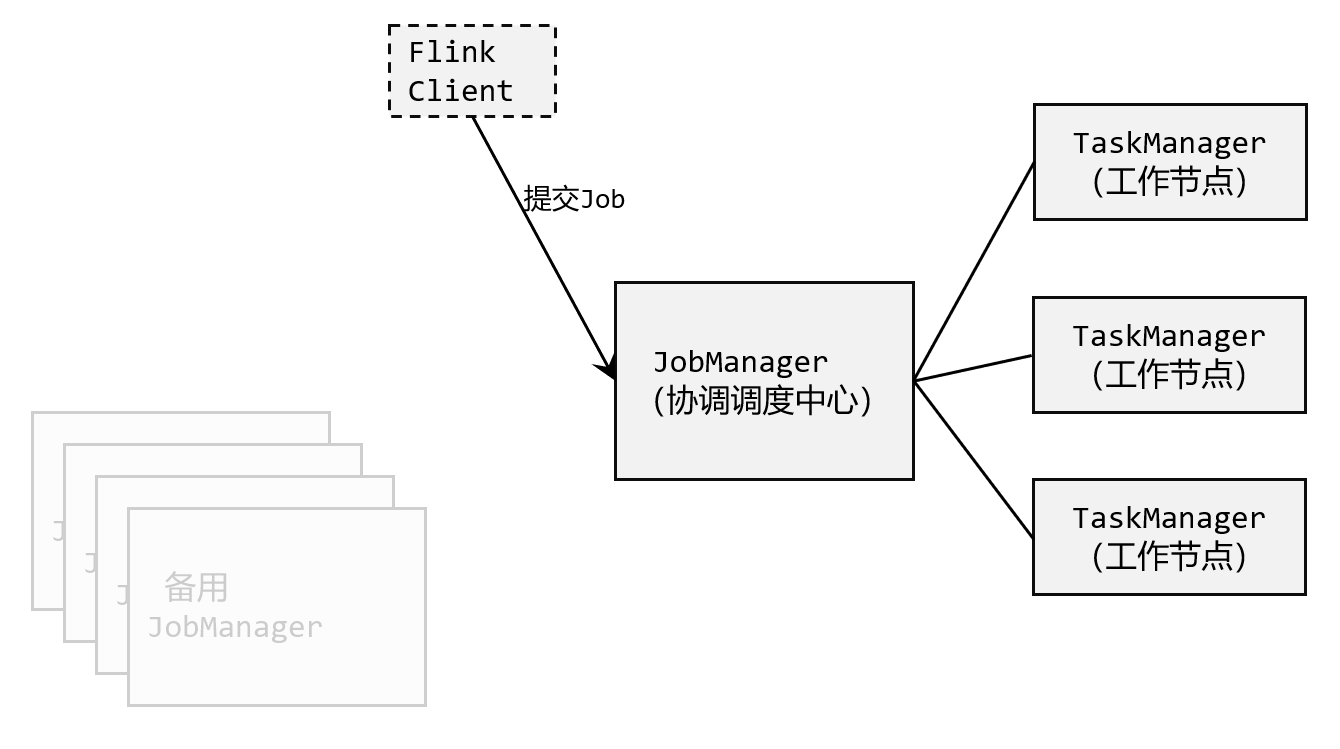 Flink
Client
提交Job
TaskManager
(工作节点)
JobManager
(协调调度中心)
TaskManager
(工作节点)
TaskManager
(工作节点)
J
J
J
备用
JobManager